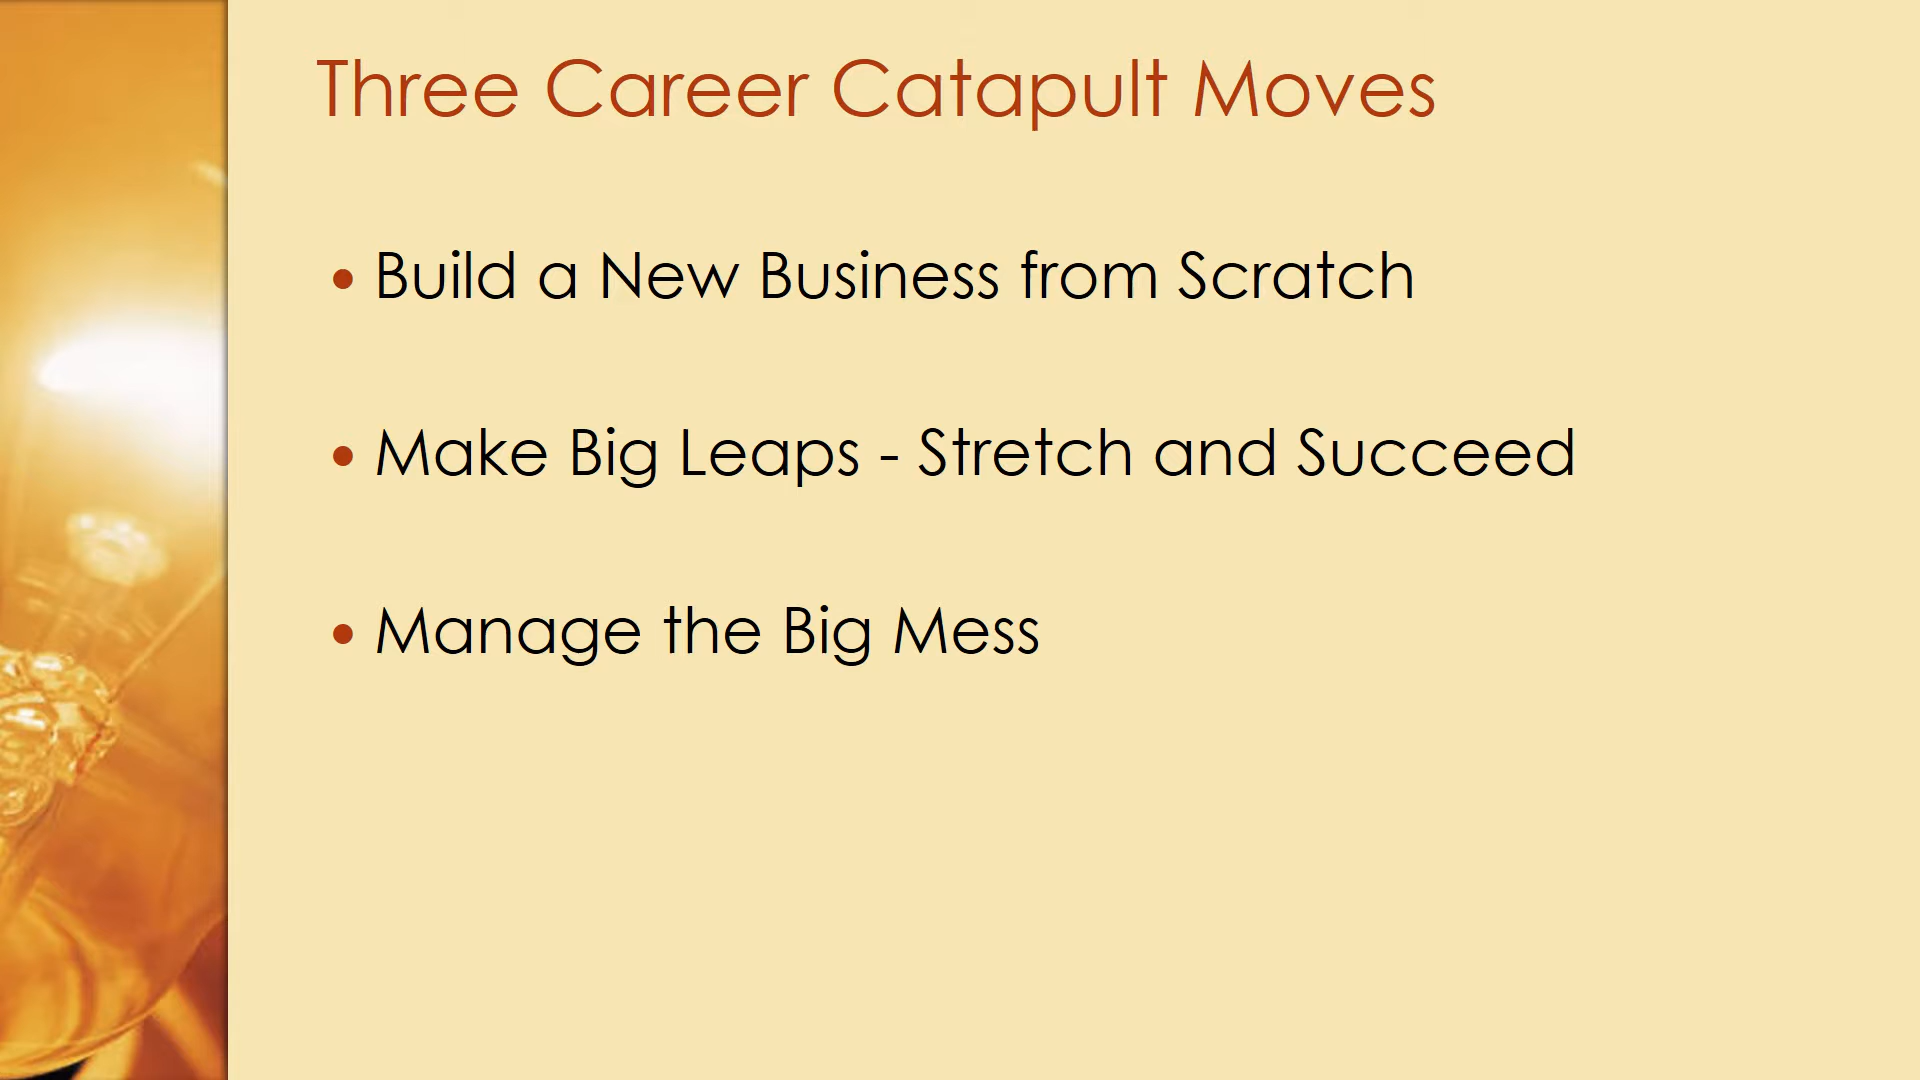 Three Career Catapult Moves
• Build a New Business from Scratch
• Make Big Leaps - Stretch and Succeed
• Manage the Big Mess